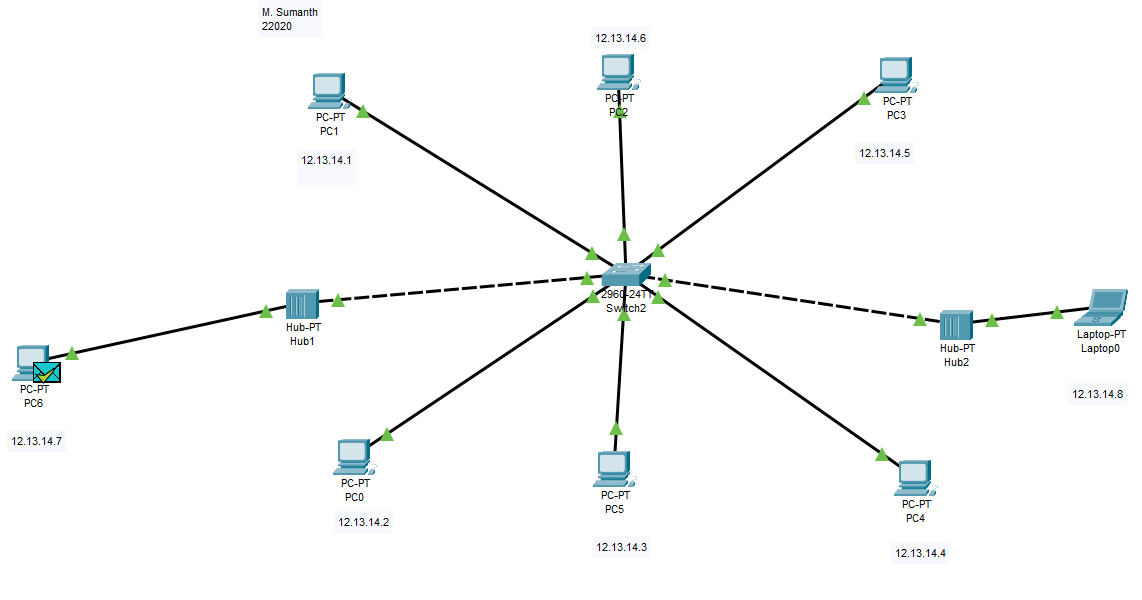 M. Sumanth
22020
12.13.14.6
PC-PT
PC1
PC-PT
PC2
PC-PT
PC3
12.13.14.1
12.13.14.5
2960-24TT
Switch2
Hub-PT
Hub1
Hub-PT
Hub2
Laptop-PT
Laptop0
PC-PT
PC6
12.13.14.8
12.13.14.7
PC-PT
PC0
PC-PT
PC5
PC-PT
PC4
12.13.14.2
12.13.14.3
12.13.14.4